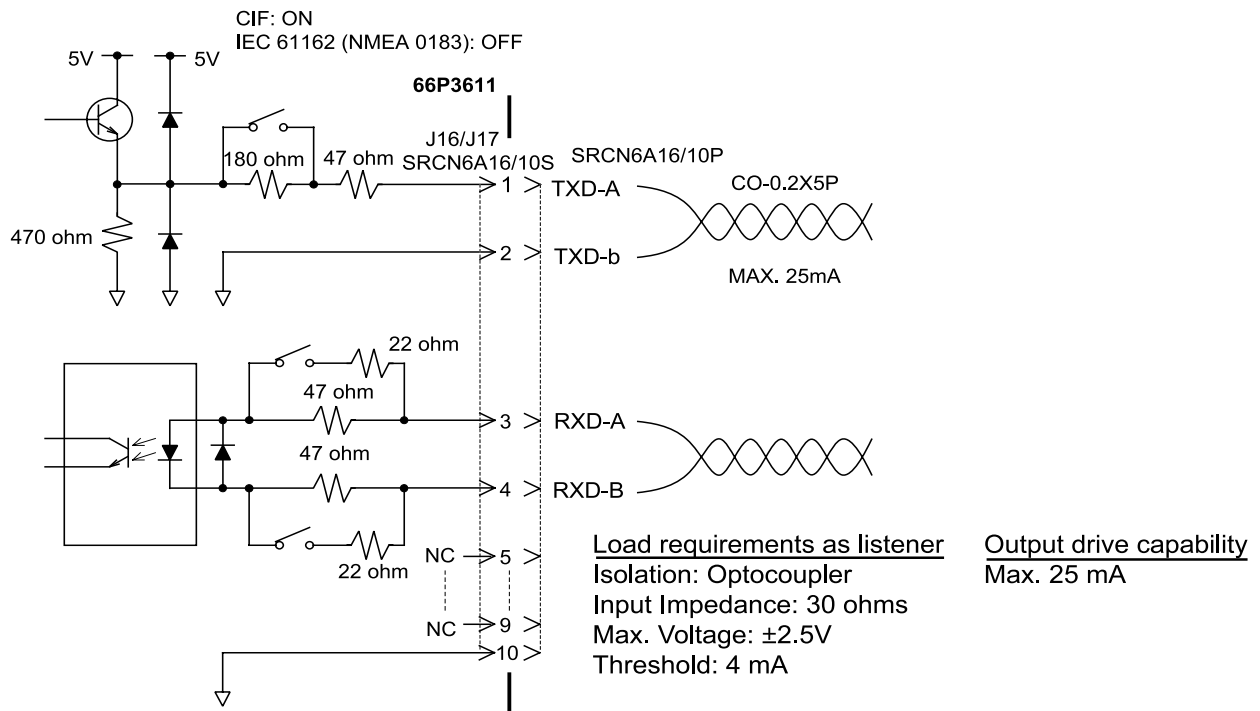 CIF: ON
IEC 61162 (NMEA 0183): OFF
5V
5V
66P3611
J16/J17
SRCN6A16/10S
SRCN6A16/10P
180 ohm
47 ohm
1
TXD-A
CO-0.2X5P
470 ohm
2
TXD-b
MAX. 25mA
22 ohm
47 ohm
3
RXD-A
47 ohm
4
RXD-B
22 ohm
NC
5
NC
9
10
Load requirements as listener
Isolation: Optocoupler
Input Impedance: 30 ohms
Max. Voltage: ±2.5V
Threshold: 4 mA
Output drive capability
Max. 25 mA